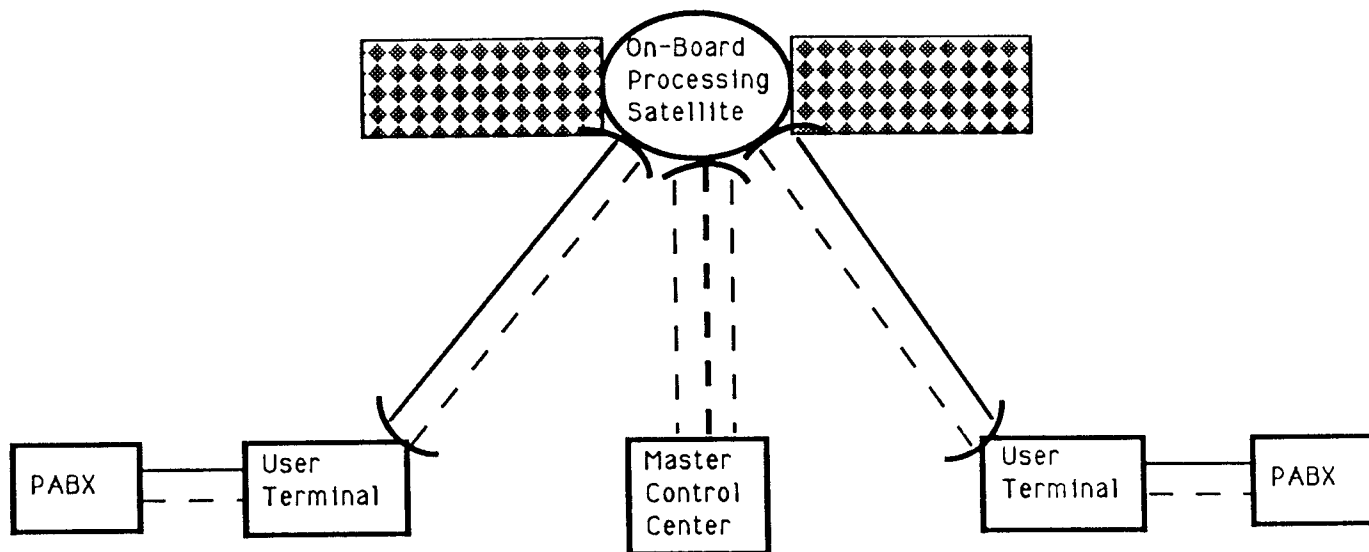 On-Board
Processing
Satellite
PABX
User
Terminal
Master
Control
Center
User
Terminal
PABX